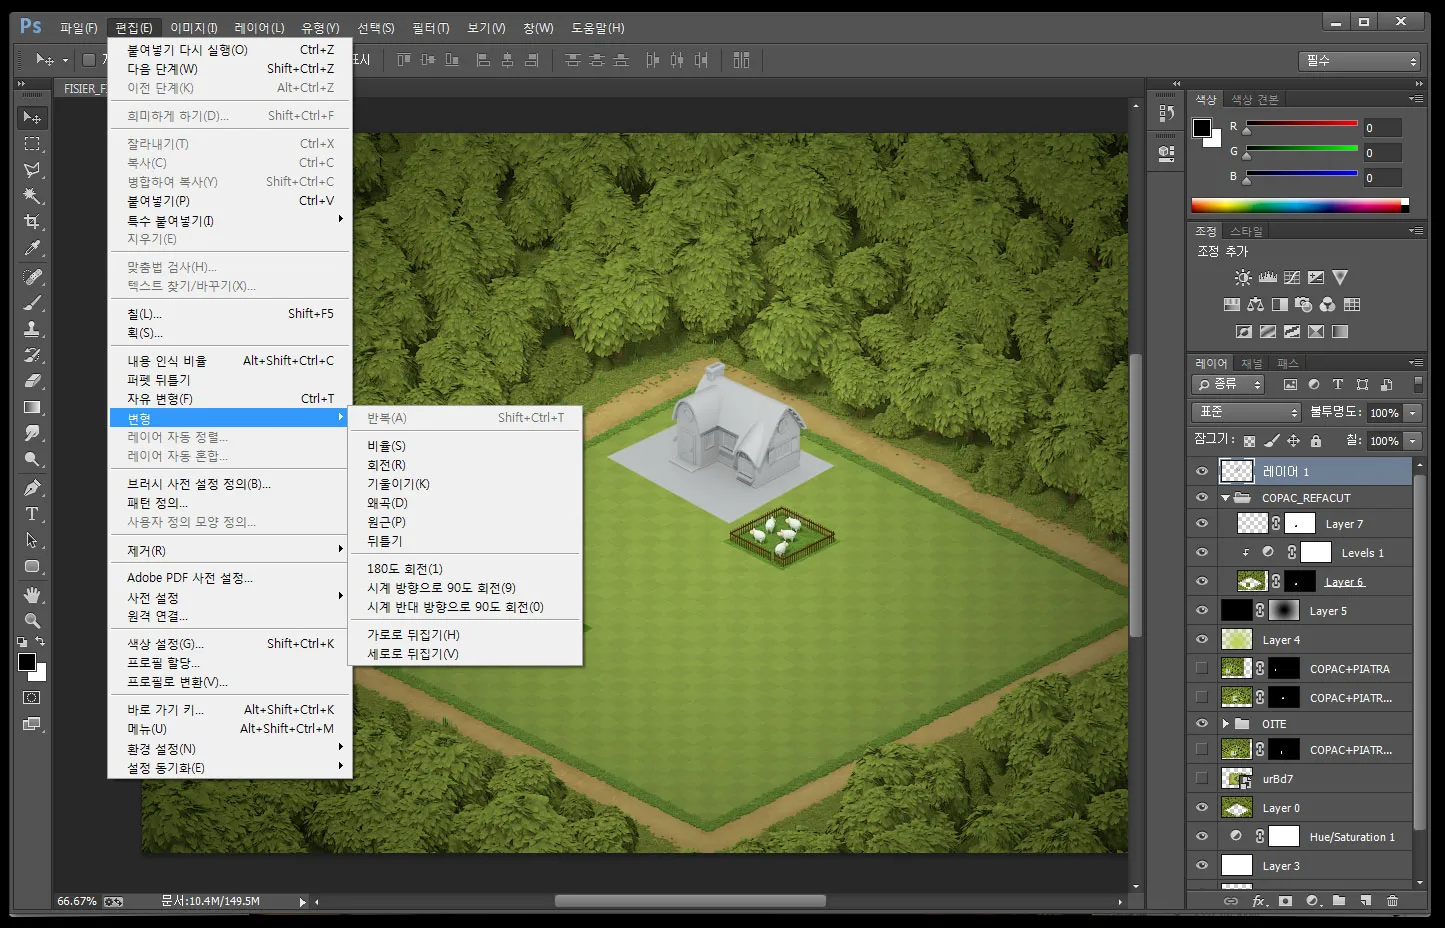 Ps 파일(F) 편집(E) 이미지(I) 레이어(L) 유형(Y) 선택(S) 필터(T) 보기(V) 창(W) 도움말(H)
필수
FISIER_F
붙여넣기 다시 실행(O) Ctrl+Z
다음 단계(W) Shift+Ctrl+Z
이전 단계(K) Alt+Ctrl+Z
희미하게 하기(D)... Shift+Ctrl+F
잘라내기(T) Ctrl+X
복사(C) Ctrl+C
병합하여 복사(Y) Shift+Ctrl+C
붙여넣기(P) Ctrl+V
특수 붙여넣기(I)
지우기(E)
맞춤법 검사(H)...
텍스트 찾기/바꾸기(X)...
칠(L)... Shift+F5
획(S)...
내용 인식 비율 Alt+Shift+Ctrl+C
퍼펫 뒤틀기
자유 변형(F) Ctrl+T
변형
레이어 자동 정렬...
레이어 자동 혼합...
브러시 사전 설정 정의(B)...
패턴 정의...
사용자 정의 모양 정의...
제거(R)
Adobe PDF 사전 설정...
사전 설정
원격 연결...
색상 설정(G)... Shift+Ctrl+K
프로필 할당...
프로필로 변환(V)...
바로 가기 키... Alt+Shift+Ctrl+K
메뉴(U) Alt+Shift+Ctrl+M
환경 설정(N)
설정 동기화(E)
반복(A) Shift+Ctrl+T
비율(S)
회전(R)
기울이기(K)
왜곡(D)
원근(P)
뒤틀기
180도 회전(1)
시계 방향으로 90도 회전(9)
시계 반대 방향으로 90도 회전(0)
가로로 뒤집기(H)
세로로 뒤집기(V)
66.67% 문서:10.4M/149.5M
색상 색상 견본
R 0
G 0
B 0
조정 스타일
조정 추가
레이어 채널 패스
종류
표준 불투명도: 100%
잠그기: 칠: 100%
레이어 1
COPAC_REFACUT
Layer 7
Levels 1
Layer 6
Layer 5
Layer 4
COPAC+PIATRA
COPAC+PIATR...
OITE
COPAC+PIATR...
urBd7
Layer 0
Hue/Saturation 1
Layer 3
fx